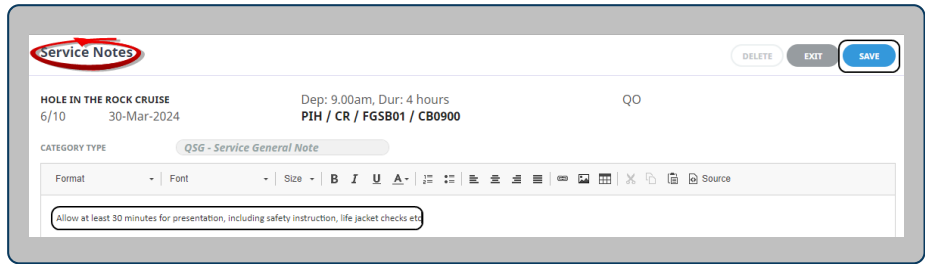 Service Notes
DELETE EXIT SAVE
HOLE IN THE ROCK CRUISE Dep: 9.00am, Dur: 4 hours QO
6/10 30-Mar-2024 PIH / CR / FGSB01 / CB0900
CATEGORY TYPE QSG - Service General Note
Format Font Size B I U A Source
Allow at least 30 minutes for presentation, including safety instruction, life jacket checks etc